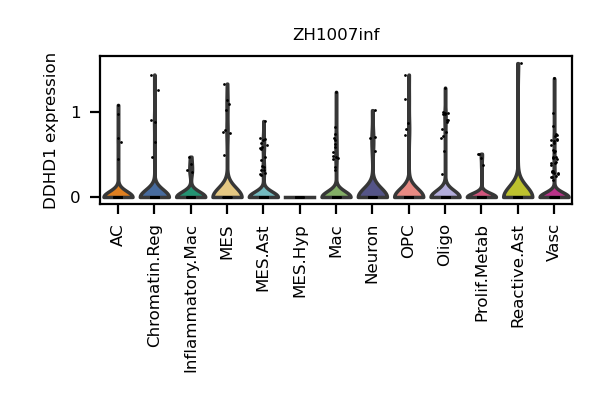 ZH1007inf
DDHD1 expression
1
0
AC
Chromatin.Reg
Inflammatory.Mac
MES
MES.Ast
MES.Hyp
Mac
Neuron
OPC
Oligo
Prolif.Metab
Reactive.Ast
Vasc